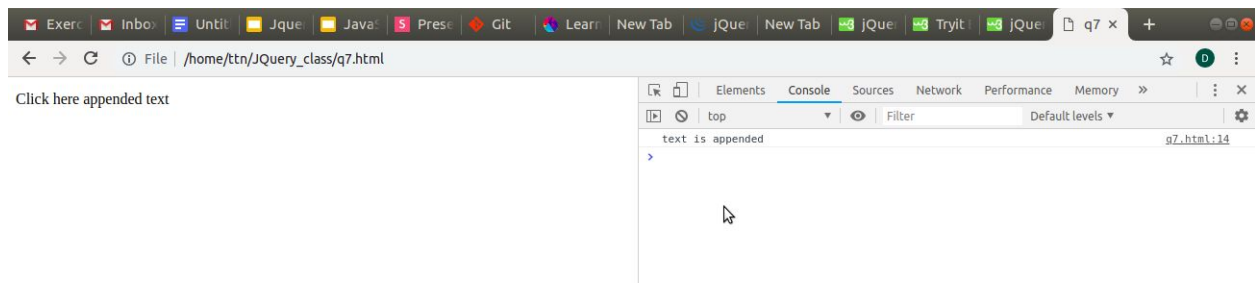 Exerc Inbox Untit Jquer JavaS Prese Git Learn New Tab jQue New Tab jQue Tryit jQuer q7
File /home/ttn/JQuery_class/q7.html D
Click here appended text
Elements Console Sources Network Performance Memory
top Filter Default levels
text is appended q7.html:14